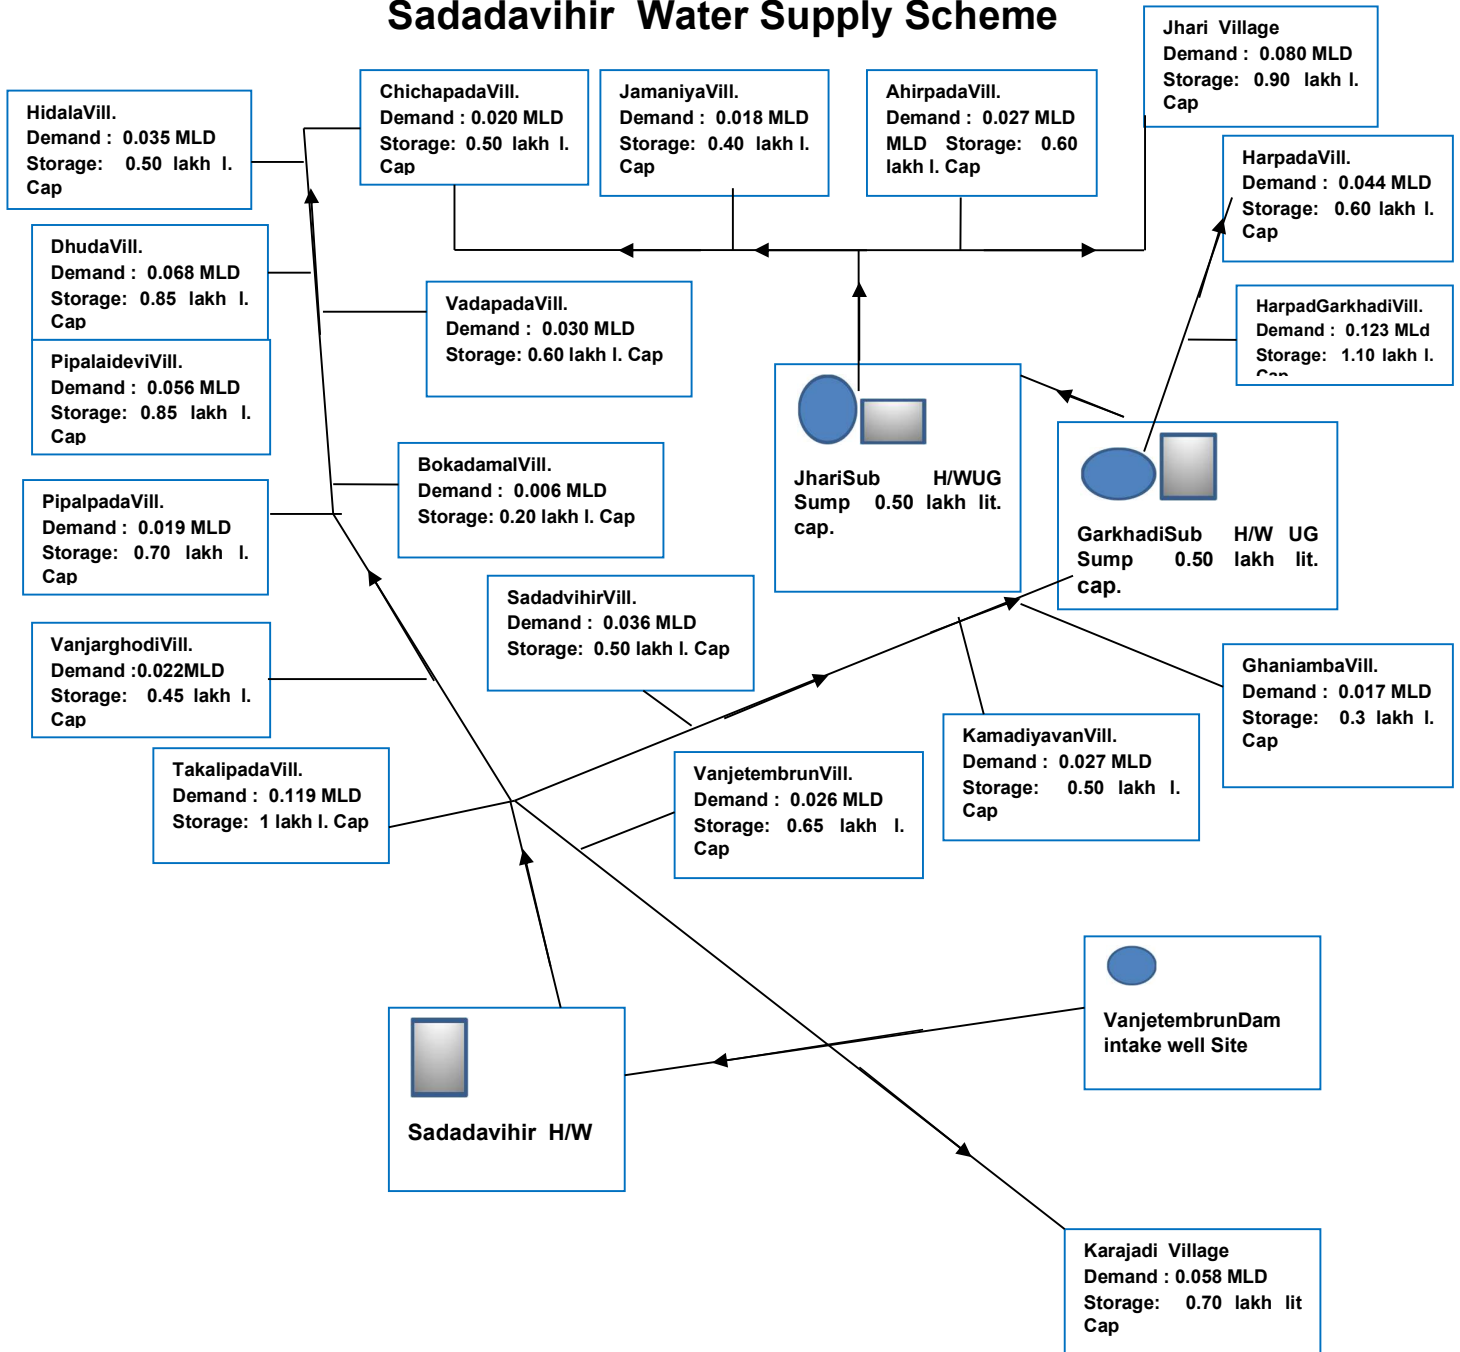 Sadadavihir Water Supply Scheme
Jhari Village
Demand : 0.080 MLD
Storage: 0.90 lakh l.
Cap
HidalaVill.
Demand : 0.035 MLD
Storage: 0.50 lakh l.
Cap
ChichapadaVill.
Demand : 0.020 MLD
Storage: 0.50 lakh l.
Cap
JamaniyaVill.
Demand : 0.018 MLD
Storage: 0.40 lakh l.
Cap
AhirpadaVill.
Demand : 0.027 MLD
MLD Storage: 0.60
lakh l. Cap
HarpadaVill.
Demand : 0.044 MLD
Storage: 0.60 lakh l.
Cap
DhudaVill.
Demand : 0.068 MLD
Storage: 0.85 lakh l.
Cap
VadapadaVill.
Demand : 0.030 MLD
Storage: 0.60 lakh l. Cap
HarpadGarkhadiVill.
Demand : 0.123 MLd
Storage: 1.10 lakh l.
Cap
PipalaideviVill.
Demand : 0.056 MLD
Storage: 0.85 lakh l.
Cap
BokadamalVill.
Demand : 0.006 MLD
Storage: 0.20 lakh l. Cap
JhariSub H/WUG
Sump 0.50 lakh lit.
cap.
GarkhadiSub H/W UG
Sump 0.50 lakh lit.
cap.
PipalpadaVill.
Demand : 0.019 MLD
Storage: 0.70 lakh l.
Cap
SadadvihirVill.
Demand : 0.036 MLD
Storage: 0.50 lakh l. Cap
VanjarghodiVill.
Demand :0.022MLD
Storage: 0.45 lakh l.
Cap
GhaniambaVill.
Demand : 0.017 MLD
Storage: 0.3 lakh l.
Cap
KamadiyavanVill.
Demand : 0.027 MLD
Storage: 0.50 lakh l.
Cap
TakalipadaVill.
Demand : 0.119 MLD
Storage: 1 lakh l. Cap
VanjetembrunVill.
Demand : 0.026 MLD
Storage: 0.65 lakh l.
Cap
VanjetembrunDam
intake well Site
Sadadavihir H/W
Karajadi Village
Demand : 0.058 MLD
Storage: 0.70 lakh lit
Cap